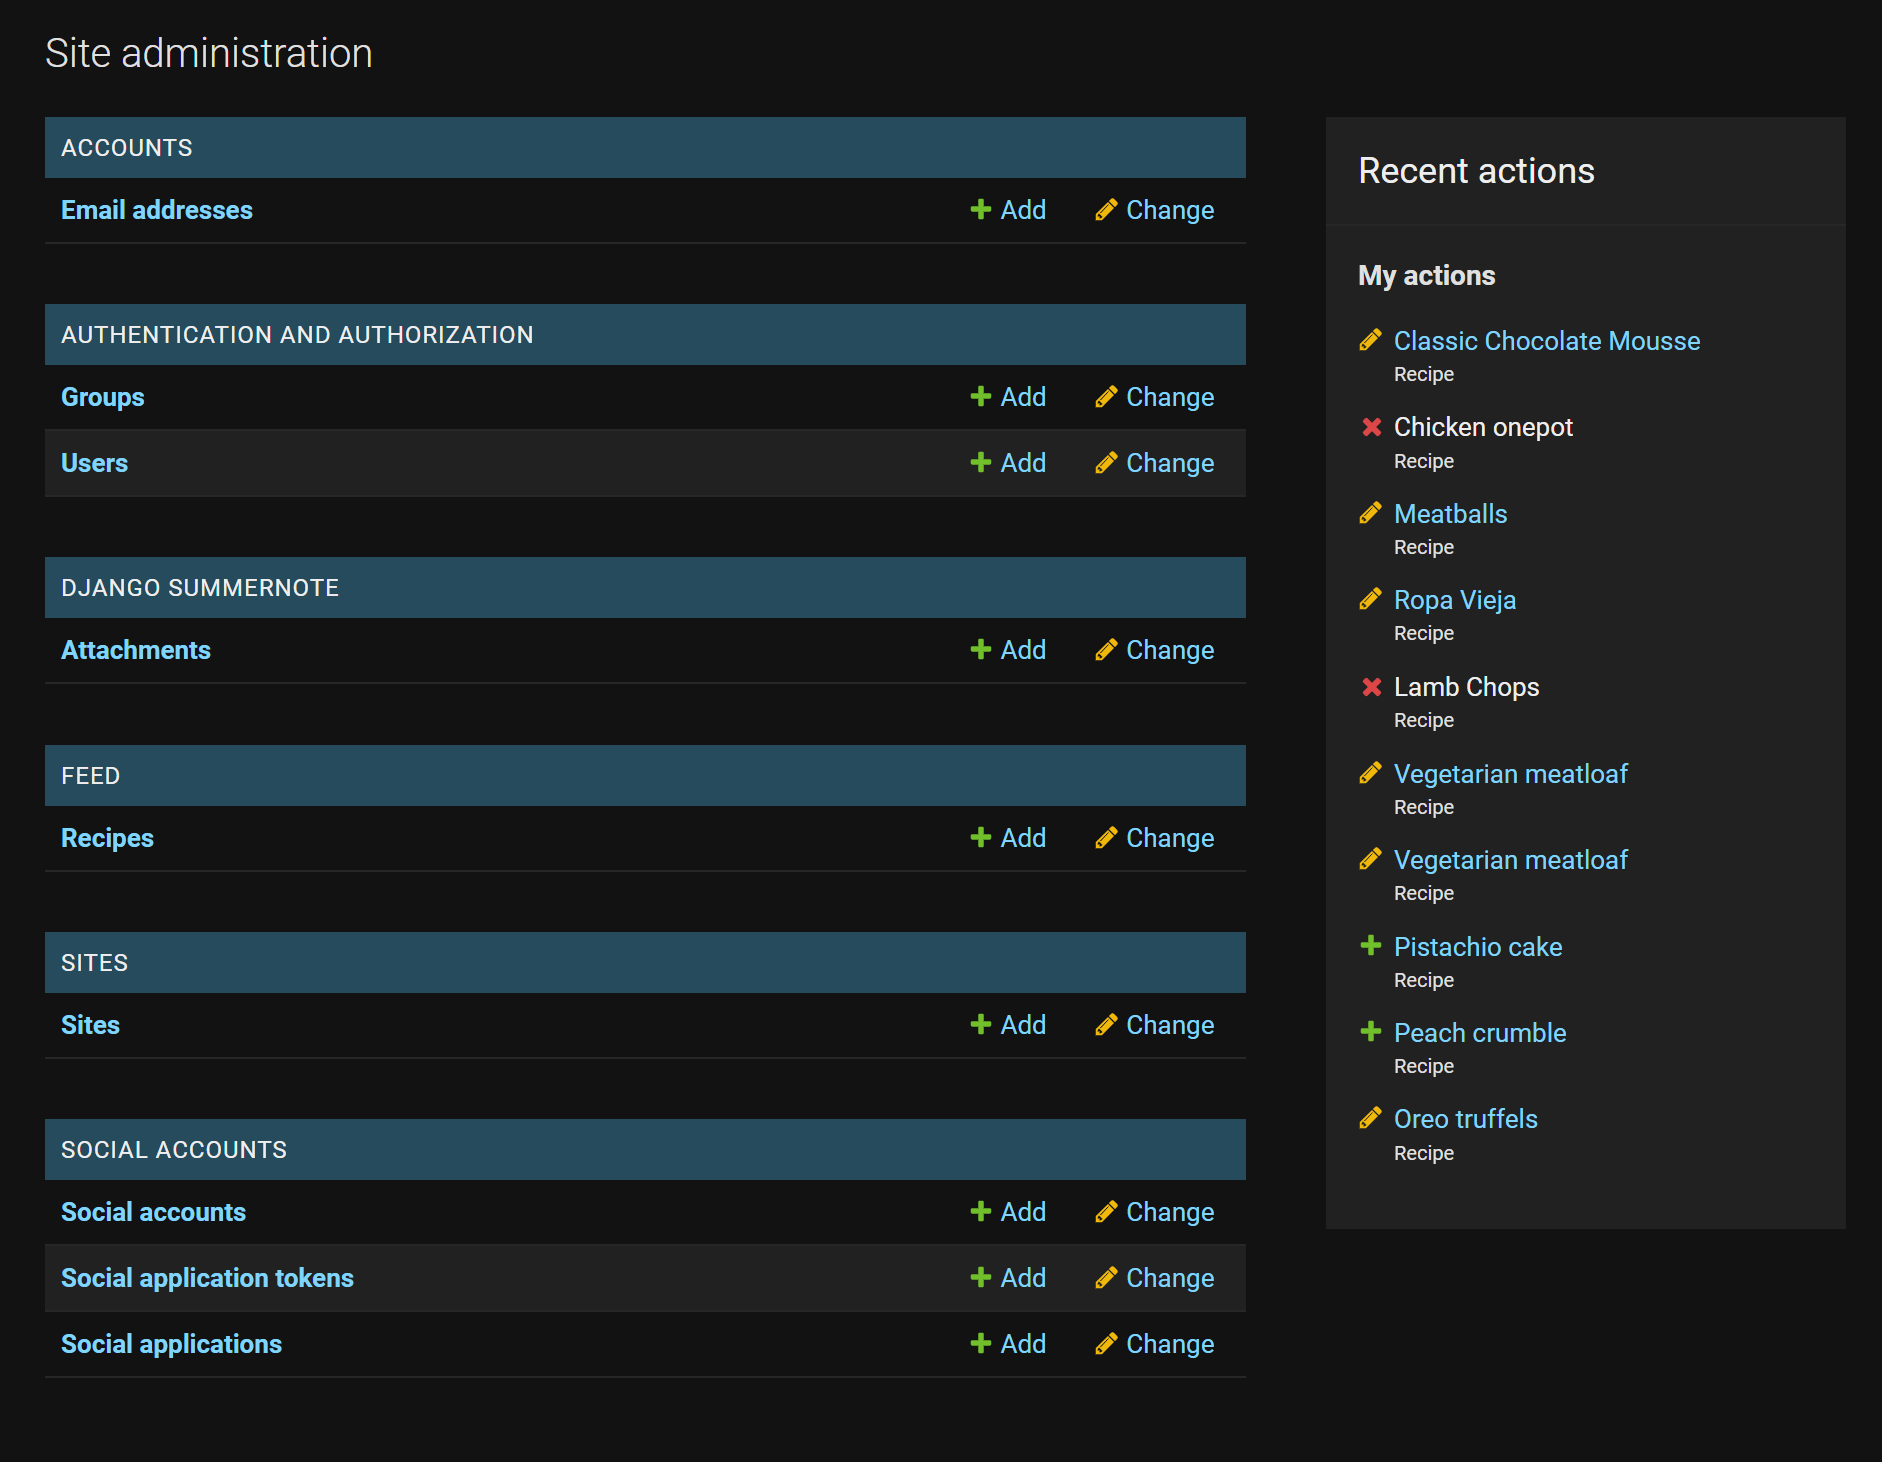 Site administration
ACCOUNTS
Email addresses Add Change
AUTHENTICATION AND AUTHORIZATION
Groups Add Change
Users Add Change
DJANGO SUMMERNOTE
Attachments Add Change
FEED
Recipes Add Change
SITES
Sites Add Change
SOCIAL ACCOUNTS
Social accounts Add Change
Social application tokens Add Change
Social applications Add Change
Recent actions
My actions
Classic Chocolate Mousse
Recipe
Chicken onepot
Recipe
Meatballs
Recipe
Ropa Vieja
Recipe
Lamb Chops
Recipe
Vegetarian meatloaf
Recipe
Vegetarian meatloaf
Recipe
Pistachio cake
Recipe
Peach crumble
Recipe
Oreo truffels
Recipe